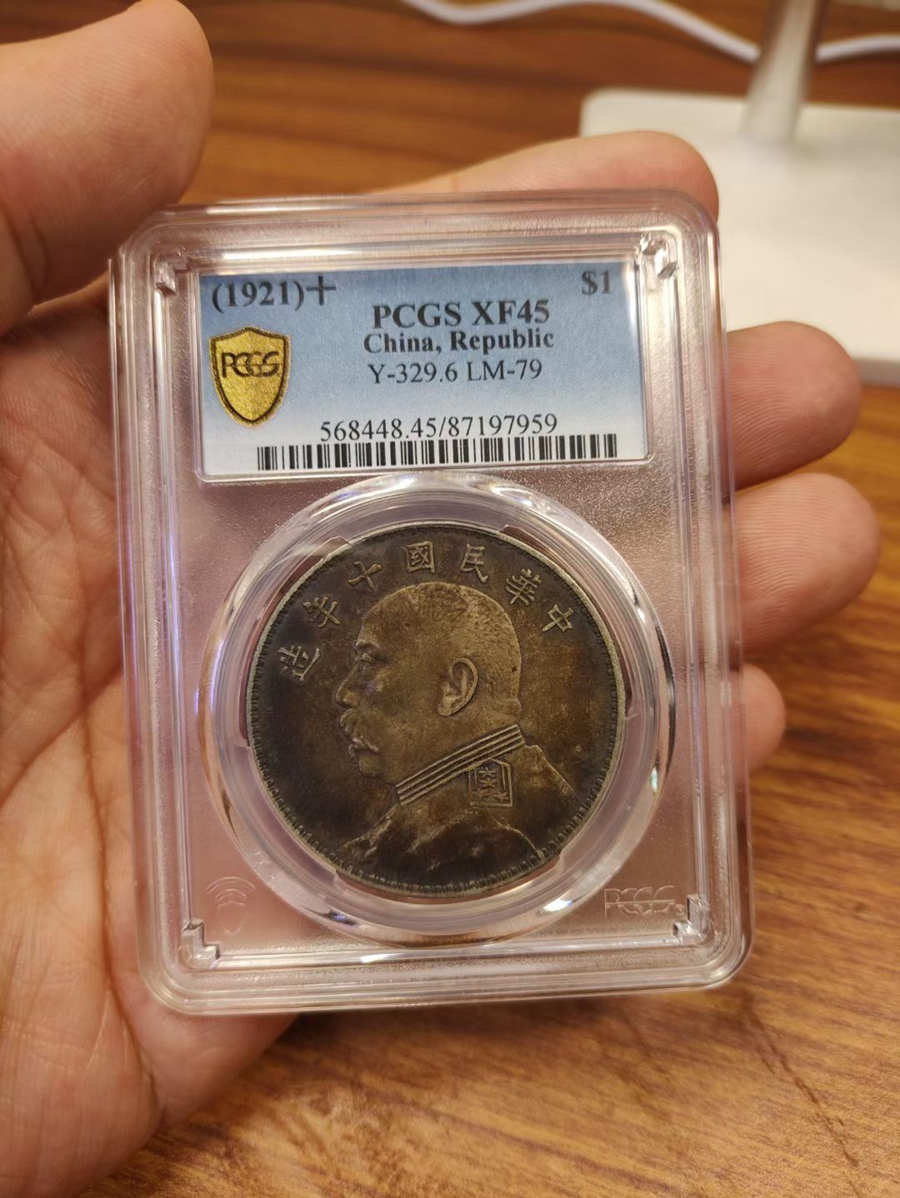 (1921)+ $1
PCGS XF45
China, Republic
PCGS
Y-329.6 LM-79
568448.45/87197959
中華民國十年造
PCGS